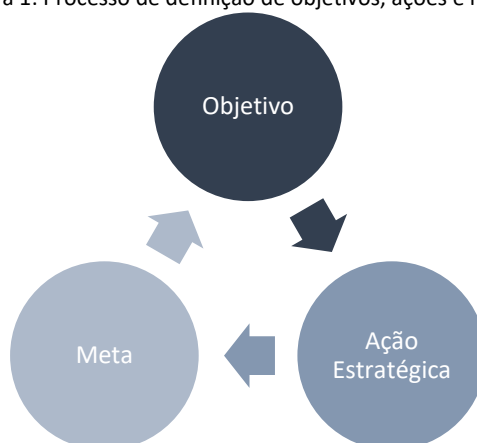 a 1: Processo de definição de objetivos, ações e
Objetivo
Meta
Ação
Estratégica